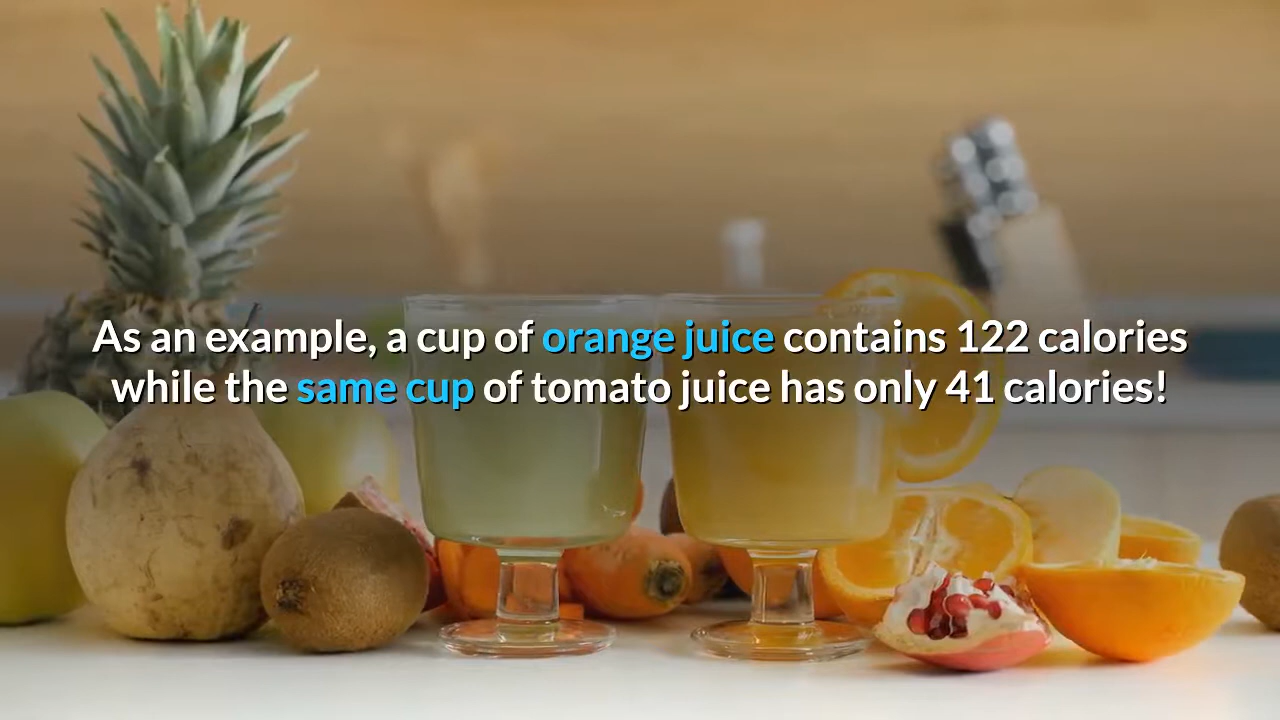 As an example, a cup of orange juice contains 122 calories
while the same cup of tomato juice has only 41 calories!